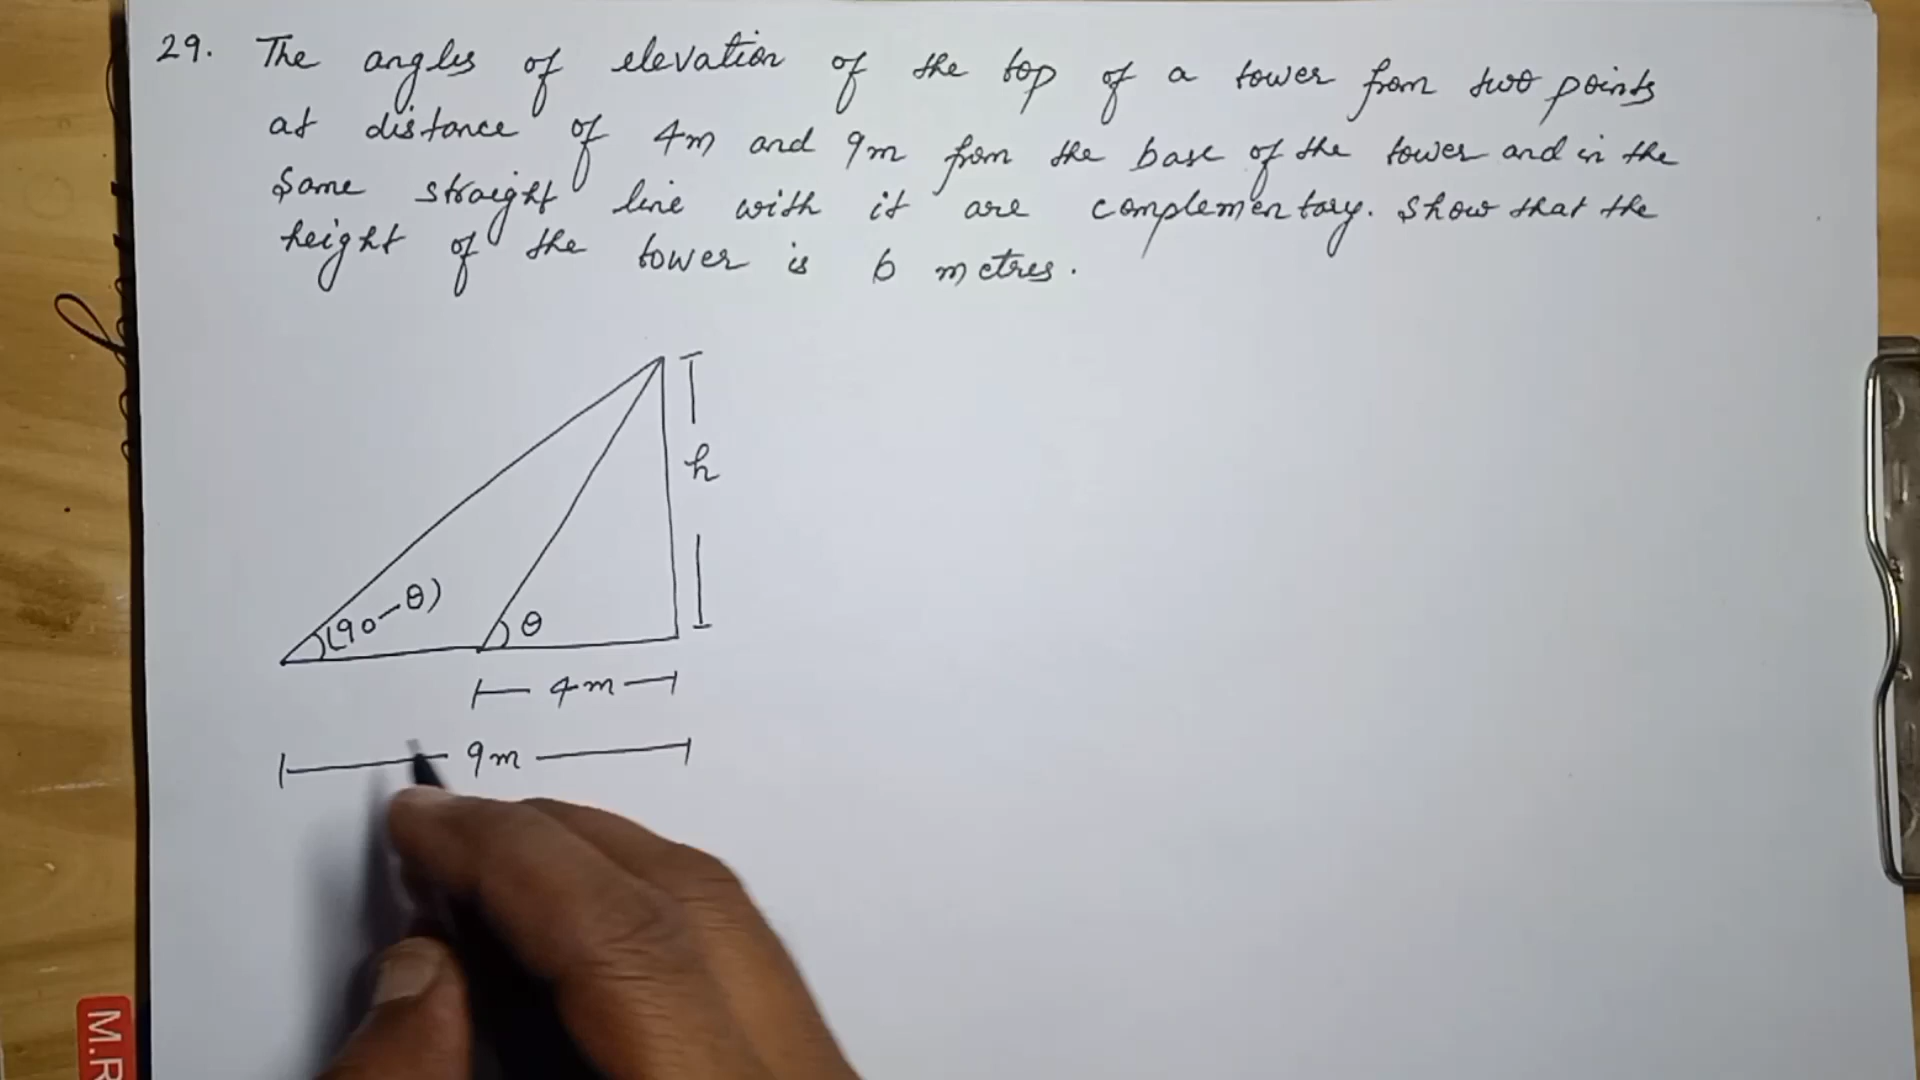 29. The angles of elevation of the top of a tower from two points
at distance of 4m and 9m from the base of the tower and in the
Same straight line with it are complementary. Show that the
height of the tower is 6 metres.
h
(90-θ)
θ
4m
9m
M.R